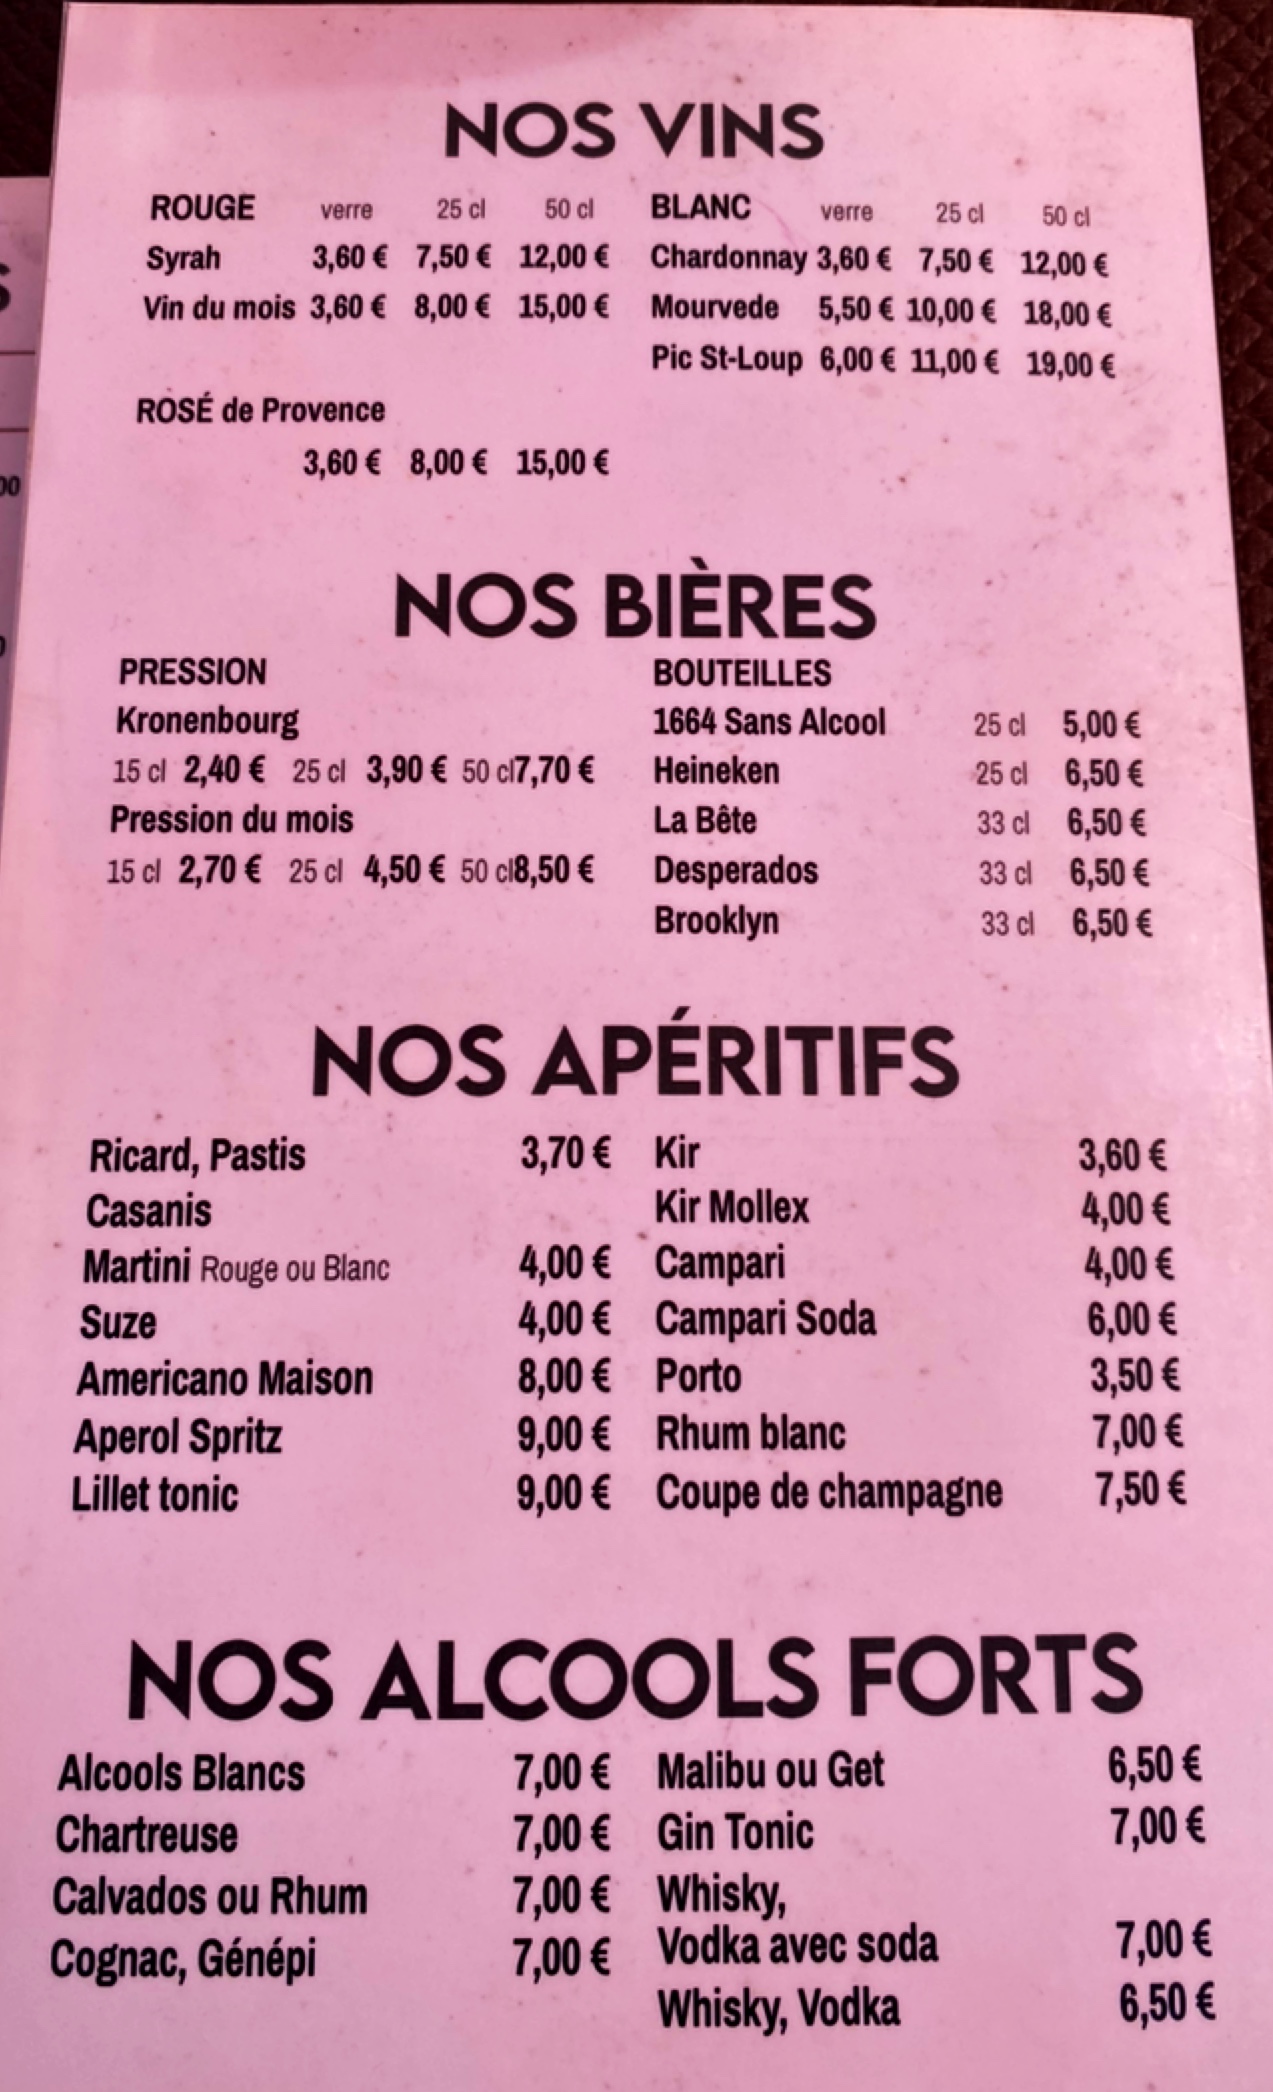 NOS VINS
ROUGE verre 25 cl 50 cl
Syrah 3,60 € 7,50 € 12,00 €
Vin du mois 3,60 € 8,00 € 15,00 €
ROSÉ de Provence
3,60 € 8,00 € 15,00 €
BLANC verre 25 cl 50 cl
Chardonnay 3,60 € 7,50 € 12,00 €
Mourvede 5,50 € 10,00 € 18,00 €
Pic St-Loup 6,00 € 11,00 € 19,00 €
NOS BIÈRES
PRESSION
Kronenbourg
15 cl 2,40 € 25 cl 3,90 € 50 cl 7,70 €
Pression du mois
15 cl 2,70 € 25 cl 4,50 € 50 cl 8,50 €
BOUTEILLES
1664 Sans Alcool 25 cl 5,00 €
Heineken 25 cl 6,50 €
La Bête 33 cl 6,50 €
Desperados 33 cl 6,50 €
Brooklyn 33 cl 6,50 €
NOS APÉRITIFS
Ricard, Pastis 3,70 €
Casanis
Martini Rouge ou Blanc 4,00 €
Suze 4,00 €
Americano Maison 8,00 €
Aperol Spritz 9,00 €
Lillet tonic 9,00 €
Kir 3,60 €
Kir Mollex 4,00 €
Campari 4,00 €
Campari Soda 6,00 €
Porto 3,50 €
Rhum blanc 7,00 €
Coupe de champagne 7,50 €
NOS ALCOOLS FORTS
Alcools Blancs 7,00 €
Chartreuse 7,00 €
Calvados ou Rhum 7,00 €
Cognac, Génépi 7,00 €
Malibu ou Get 6,50 €
Gin Tonic 7,00 €
Whisky,
Vodka avec soda 7,00 €
Whisky, Vodka 6,50 €